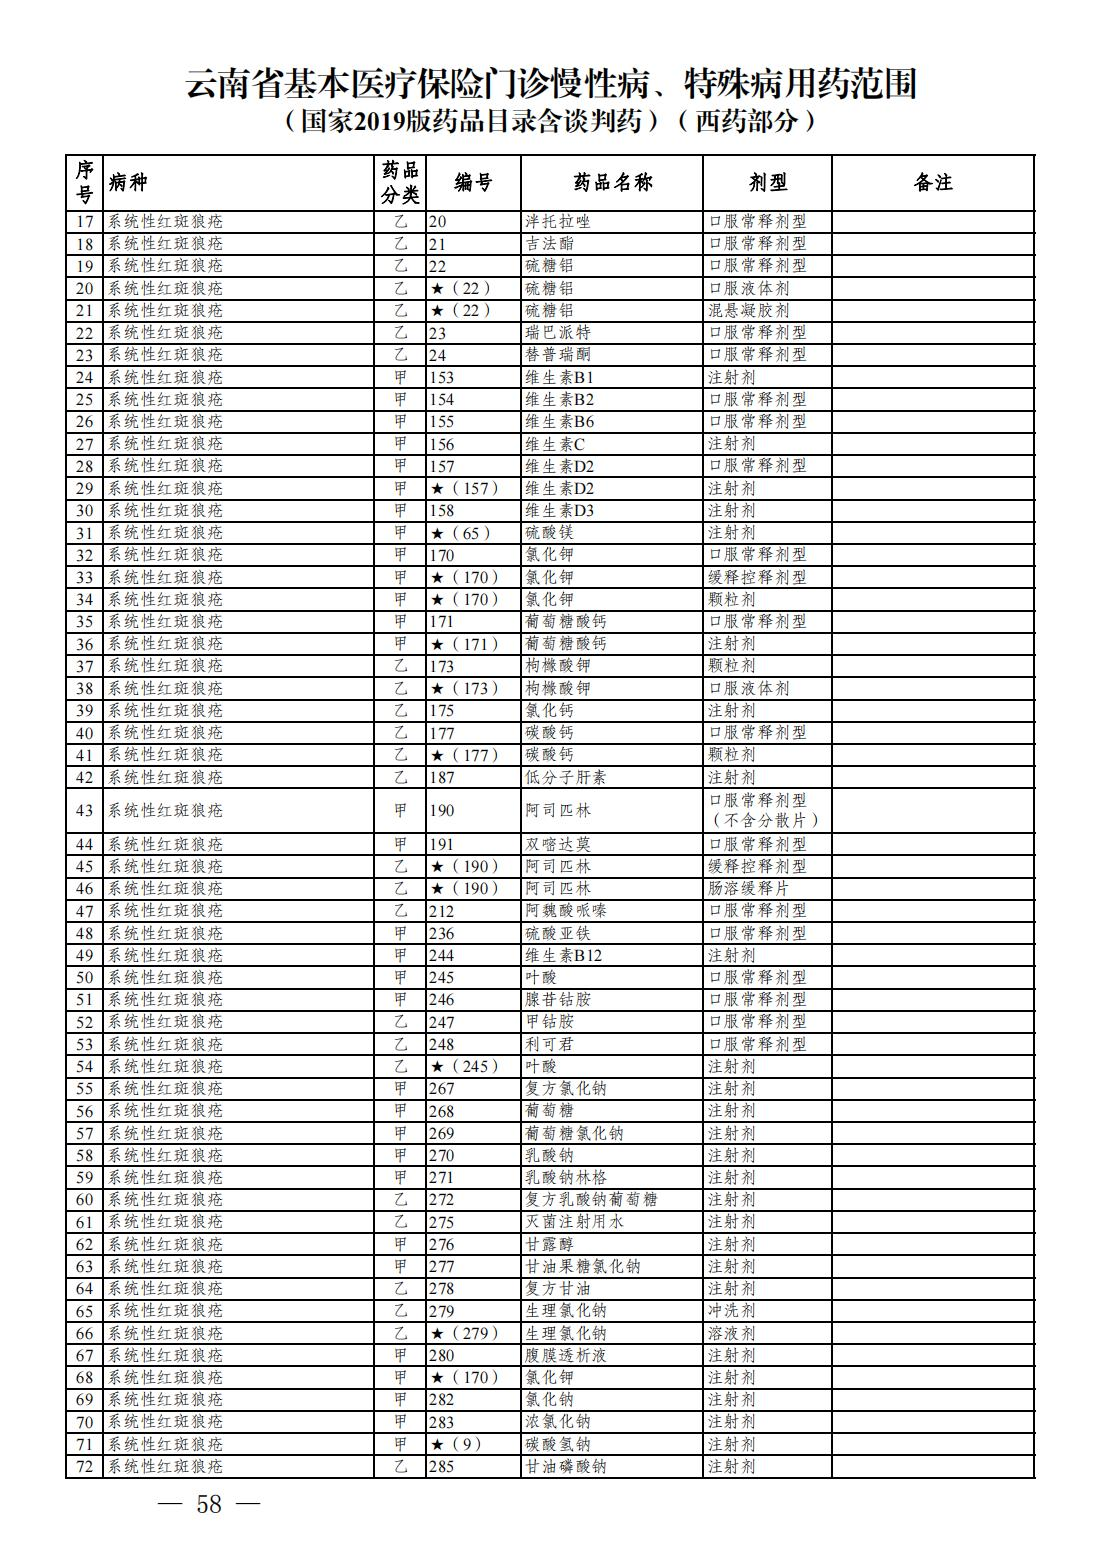 云南省基本医疗保险门诊慢性病、特殊病用药范围
（国家2019版药品目录含谈判药）（西药部分）
序号 病种 药品分类 编号 药品名称 剂型 备注
17 系统性红斑狼疮 乙 20 泮托拉唑 口服常释剂型
18 系统性红斑狼疮 乙 21 吉法酯 口服常释剂型
19 系统性红斑狼疮 乙 22 硫糖铝 口服常释剂型
20 系统性红斑狼疮 乙 ★（22） 硫糖铝 口服液体剂
21 系统性红斑狼疮 乙 ★（22） 硫糖铝 混悬凝胶剂
22 系统性红斑狼疮 乙 23 瑞巴派特 口服常释剂型
23 系统性红斑狼疮 乙 24 替普瑞酮 口服常释剂型
24 系统性红斑狼疮 甲 153 维生素B1 注射剂
25 系统性红斑狼疮 甲 154 维生素B2 口服常释剂型
26 系统性红斑狼疮 甲 155 维生素B6 口服常释剂型
27 系统性红斑狼疮 甲 156 维生素C 注射剂
28 系统性红斑狼疮 甲 157 维生素D2 口服常释剂型
29 系统性红斑狼疮 甲 ★（157） 维生素D2 注射剂
30 系统性红斑狼疮 甲 158 维生素D3 注射剂
31 系统性红斑狼疮 甲 ★（65） 硫酸镁 注射剂
32 系统性红斑狼疮 甲 170 氯化钾 口服常释剂型
33 系统性红斑狼疮 甲 ★（170） 氯化钾 缓释控释剂型
34 系统性红斑狼疮 甲 ★（170） 氯化钾 颗粒剂
35 系统性红斑狼疮 甲 171 葡萄糖酸钙 口服常释剂型
36 系统性红斑狼疮 甲 ★（171） 葡萄糖酸钙 注射剂
37 系统性红斑狼疮 乙 173 枸橼酸钾 颗粒剂
38 系统性红斑狼疮 乙 ★（173） 枸橼酸钾 口服液体剂
39 系统性红斑狼疮 乙 175 氯化钙 注射剂
40 系统性红斑狼疮 乙 177 碳酸钙 口服常释剂型
41 系统性红斑狼疮 乙 ★（177） 碳酸钙 颗粒剂
42 系统性红斑狼疮 乙 187 低分子肝素 注射剂
43 系统性红斑狼疮 甲 190 阿司匹林 口服常释剂型（不含分散片）
44 系统性红斑狼疮 甲 191 双嘧达莫 口服常释剂型
45 系统性红斑狼疮 乙 ★（190） 阿司匹林 缓释控释剂型
46 系统性红斑狼疮 乙 ★（190） 阿司匹林 肠溶缓释片
47 系统性红斑狼疮 乙 212 阿魏酸哌嗪 口服常释剂型
48 系统性红斑狼疮 甲 236 硫酸亚铁 口服常释剂型
49 系统性红斑狼疮 甲 244 维生素B12 注射剂
50 系统性红斑狼疮 甲 245 叶酸 口服常释剂型
51 系统性红斑狼疮 甲 246 腺苷钴胺 口服常释剂型
52 系统性红斑狼疮 乙 247 甲钴胺 口服常释剂型
53 系统性红斑狼疮 乙 248 利可君 口服常释剂型
54 系统性红斑狼疮 乙 ★（245） 叶酸 注射剂
55 系统性红斑狼疮 甲 267 复方氯化钠 注射剂
56 系统性红斑狼疮 甲 268 葡萄糖 注射剂
57 系统性红斑狼疮 甲 269 葡萄糖氯化钠 注射剂
58 系统性红斑狼疮 甲 270 乳酸钠 注射剂
59 系统性红斑狼疮 甲 271 乳酸钠林格 注射剂
60 系统性红斑狼疮 乙 272 复方乳酸钠葡萄糖 注射剂
61 系统性红斑狼疮 乙 275 灭菌注射用水 注射剂
62 系统性红斑狼疮 甲 276 甘露醇 注射剂
63 系统性红斑狼疮 甲 277 甘油果糖氯化钠 注射剂
64 系统性红斑狼疮 乙 278 复方甘油 注射剂
65 系统性红斑狼疮 乙 279 生理氯化钠 冲洗剂
66 系统性红斑狼疮 乙 ★（279） 生理氯化钠 溶液剂
67 系统性红斑狼疮 甲 280 腹膜透析液 注射剂
68 系统性红斑狼疮 甲 ★（170） 氯化钾 注射剂
69 系统性红斑狼疮 甲 282 氯化钠 注射剂
70 系统性红斑狼疮 甲 283 浓氯化钠 注射剂
71 系统性红斑狼疮 甲 ★（9） 碳酸氢钠 注射剂
72 系统性红斑狼疮 乙 285 甘油磷酸钠 注射剂
— 58 —